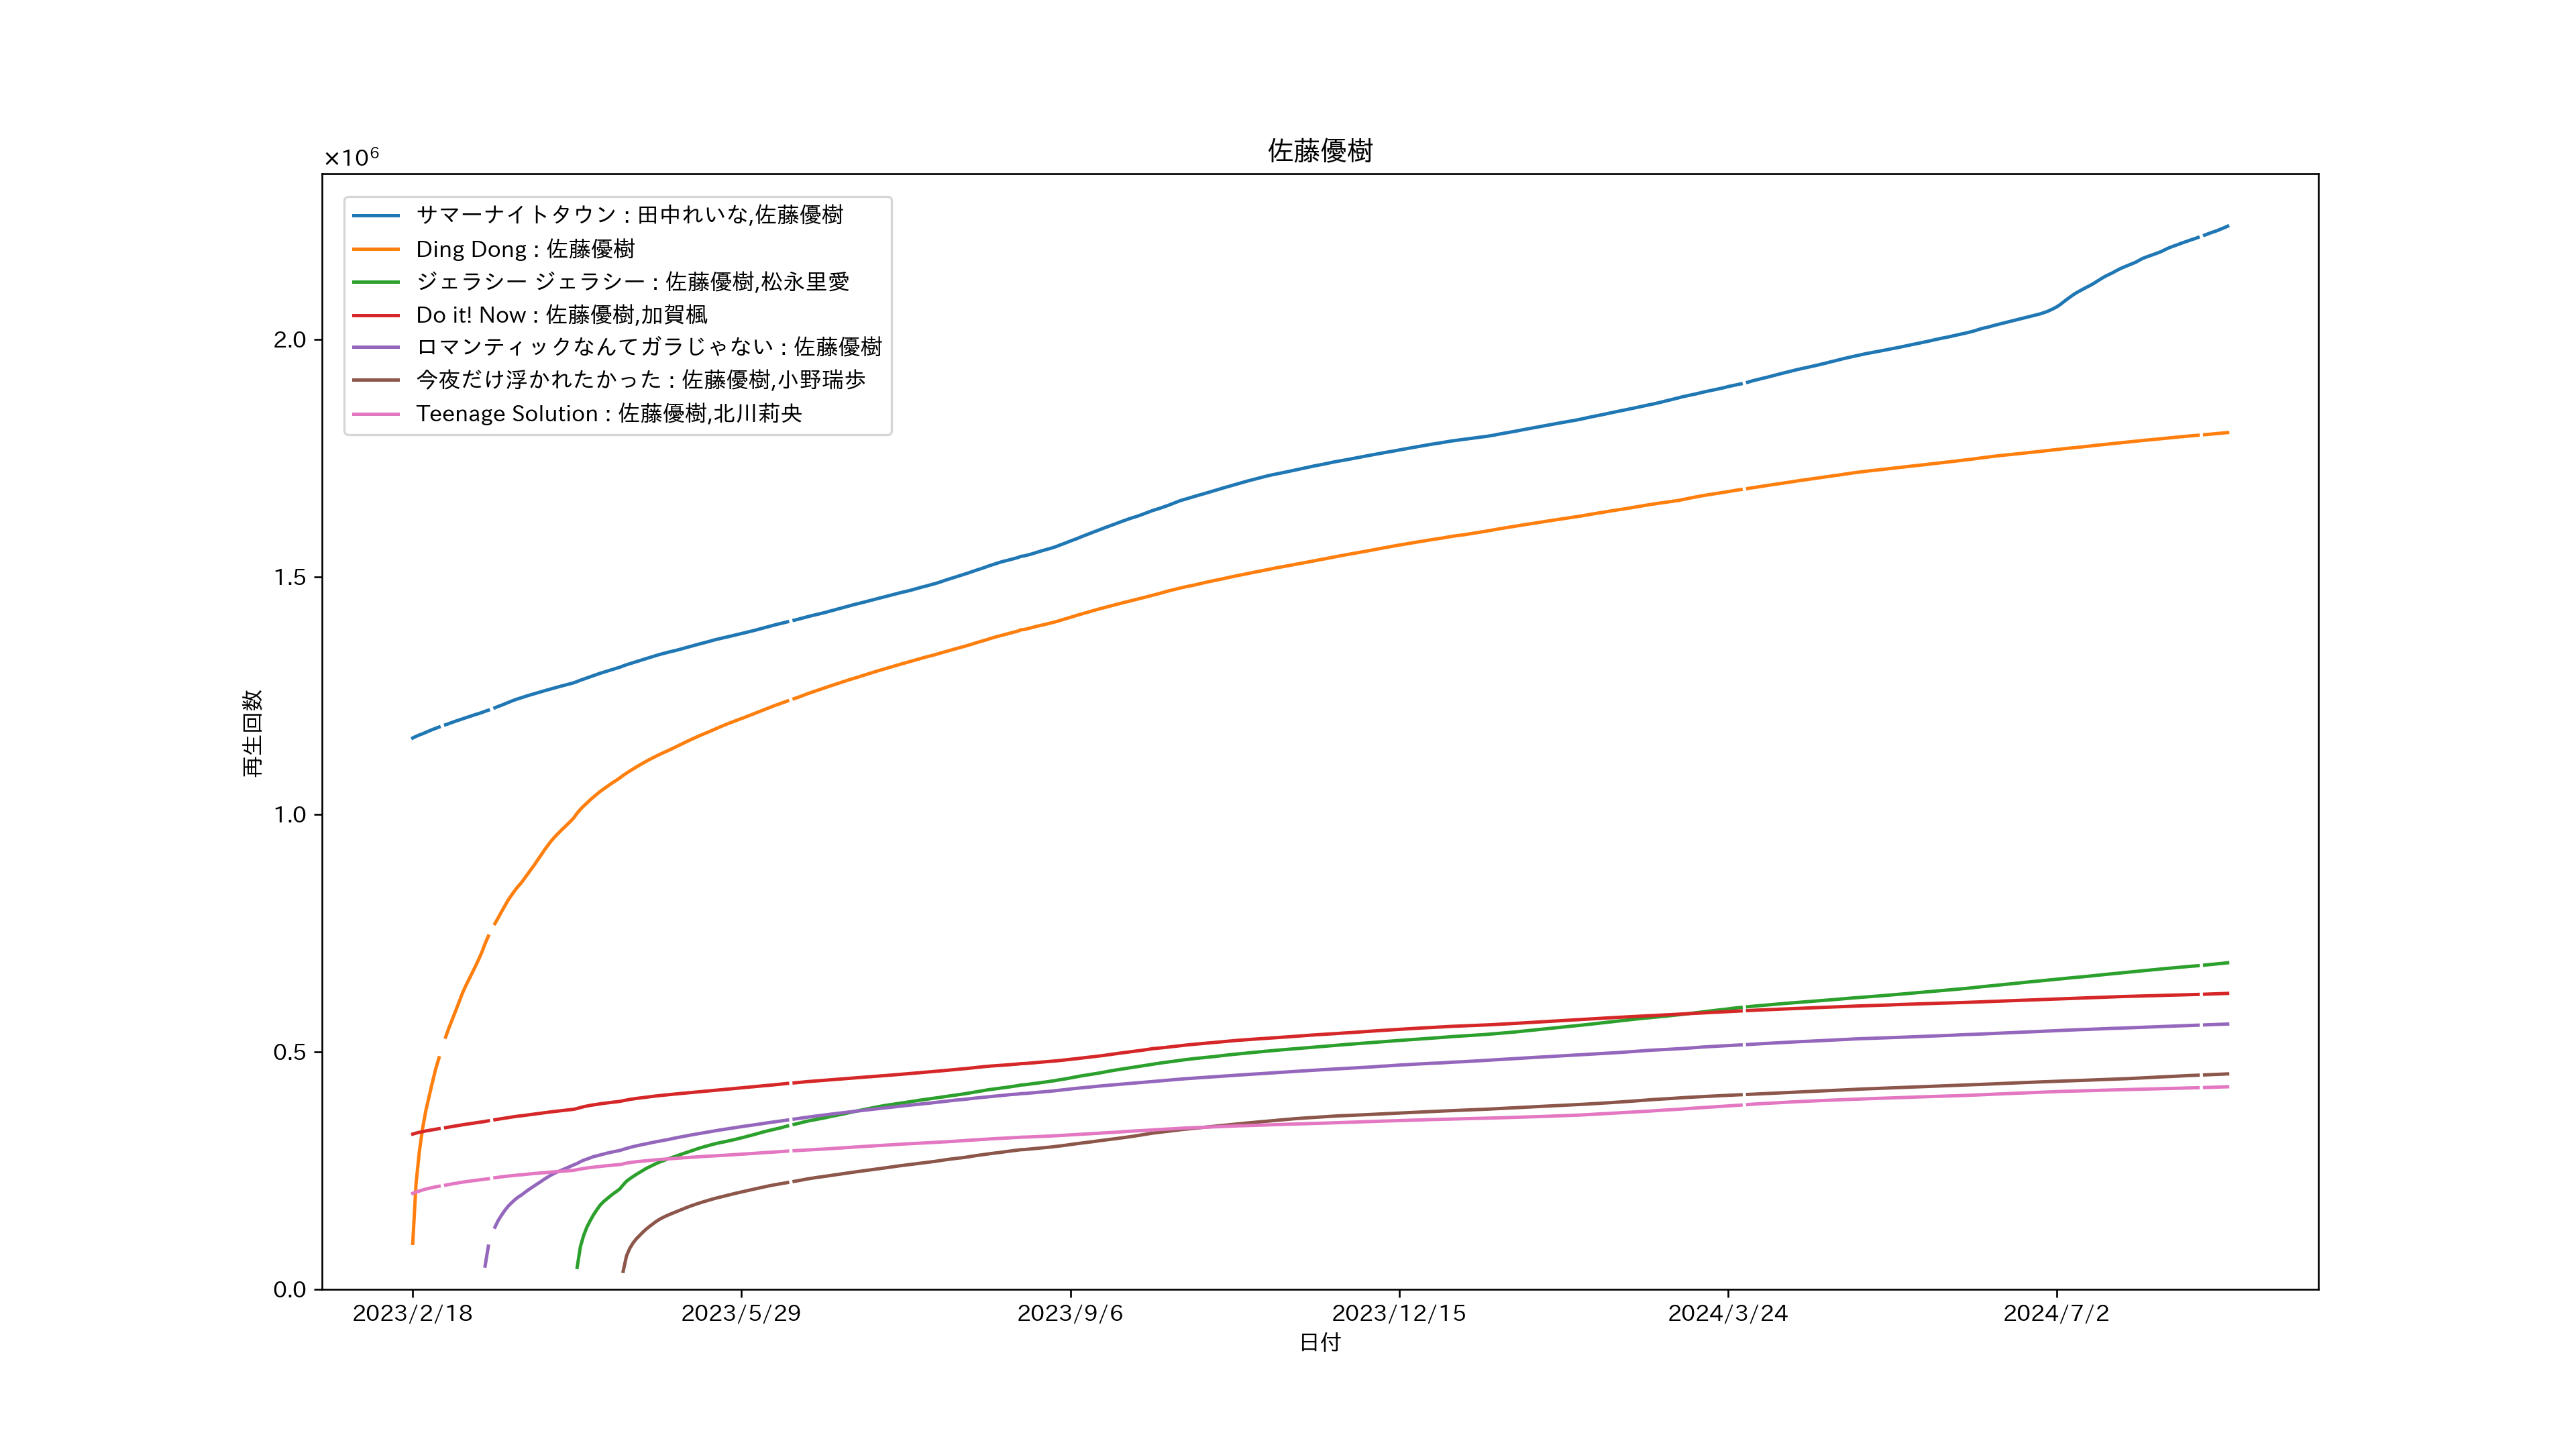 佐藤優樹
×10⁶
サマーナイトタウン : 田中れいな,佐藤優樹
Ding Dong : 佐藤優樹
ジェラシー ジェラシー : 佐藤優樹,松永里愛
Do it! Now : 佐藤優樹,加賀楓
ロマンティックなんてガラじゃない : 佐藤優樹
今夜だけ浮かれたかった : 佐藤優樹,小野瑞歩
Teenage Solution : 佐藤優樹,北川莉央
2.0
1.5
1.0
0.5
0.0
再生回数
2023/2/18 2023/5/29 2023/9/6 2023/12/15 2024/3/24 2024/7/2
日付